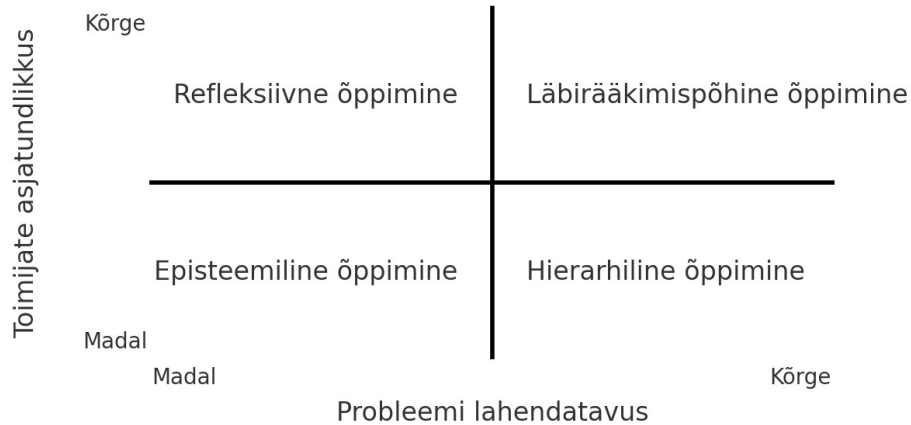 Kõrge
Toimijate asjatundlikkus
Refleksiivne õppimine
Läbirääkimispõhine õppimine
Episteemiline õppimine
Hierarhiline õppimine
Madal
Madal
Kõrge
Probleemi lahendatavus